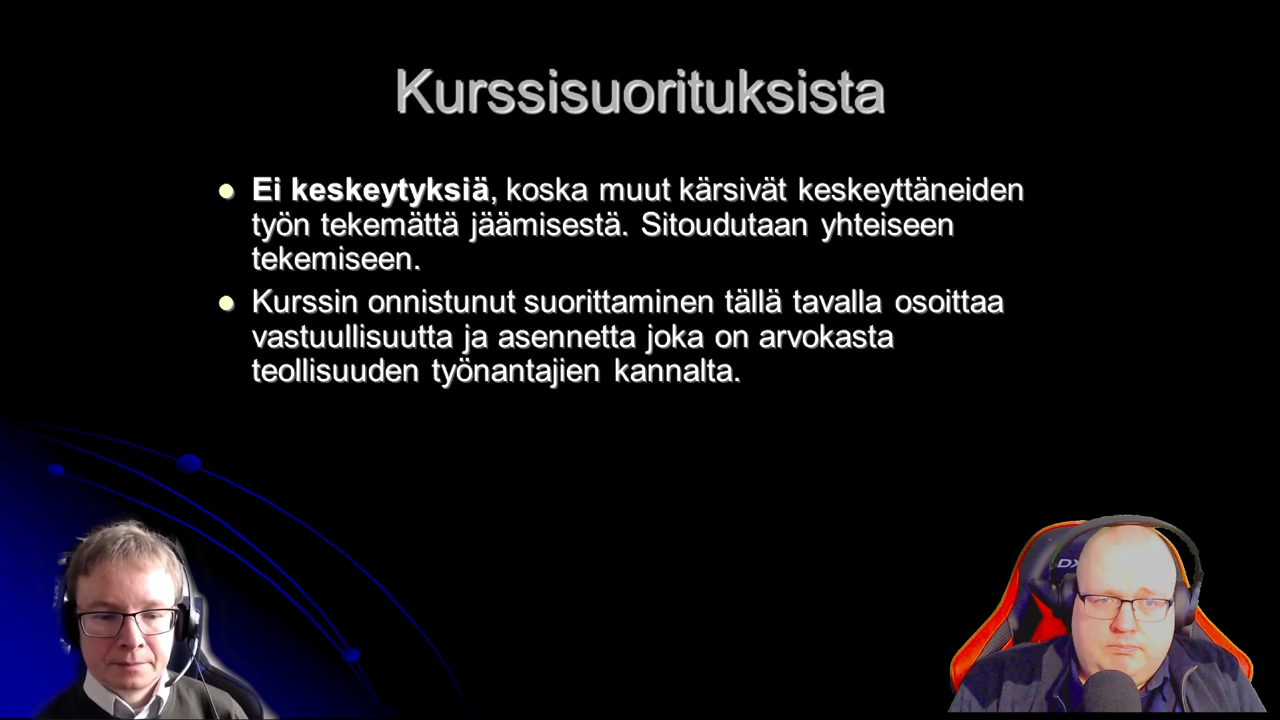 Kurssisuorituksista
Ei keskeytyksiä, koska muut kärsivät keskeyttäneiden
työn tekemättä jäämisestä. Sitoudutaan yhteiseen
tekemiseen.
Kurssin onnistunut suorittaminen tällä tavalla osoittaa
vastuullisuutta ja asennetta joka on arvokasta
teollisuuden työnantajien kannalta.
DX